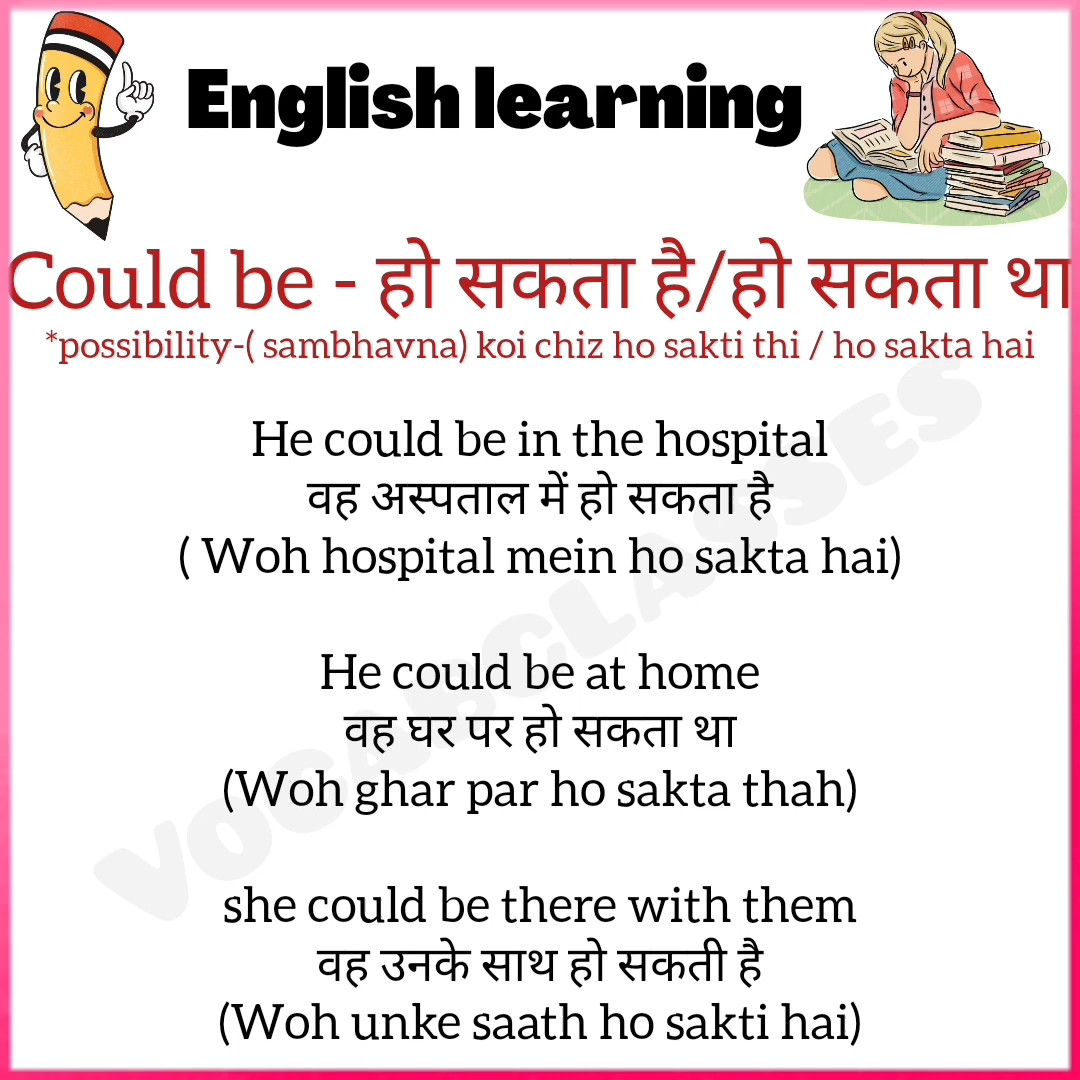 English learning
Could be - हो सकता है/हो सकता था
*possibility-( sambhavna) koi chiz ho sakti thi / ho sakta hai
He could be in the hospital
वह अस्पताल में हो सकता है
( Woh hospital mein ho sakta hai)
He could be at home
वह घर पर हो सकता था
(Woh ghar par ho sakta thah)
she could be there with them
वह उनके साथ हो सकती है
(Woh unke saath ho sakti hai)
VOCABCLASSES